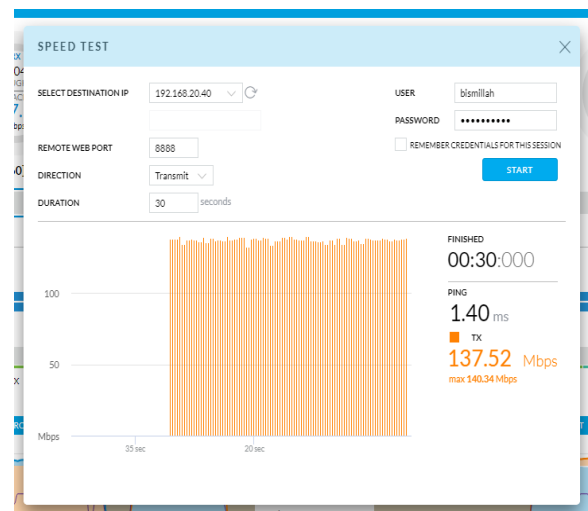 SPEED TEST
SELECT DESTINATION IP
192.168.20.40
USER
bismillah
PASSWORD
••••••••••
REMOTE WEB PORT
8888
REMEMBER CREDENTIALS FOR THIS SESSION
DIRECTION
Transmit
START
DURATION
30
seconds
FINISHED
00:30:000
PING
1.40 ms
TX
137.52 Mbps
max 140.34 Mbps
100
50
Mbps
35 sec
20 sec